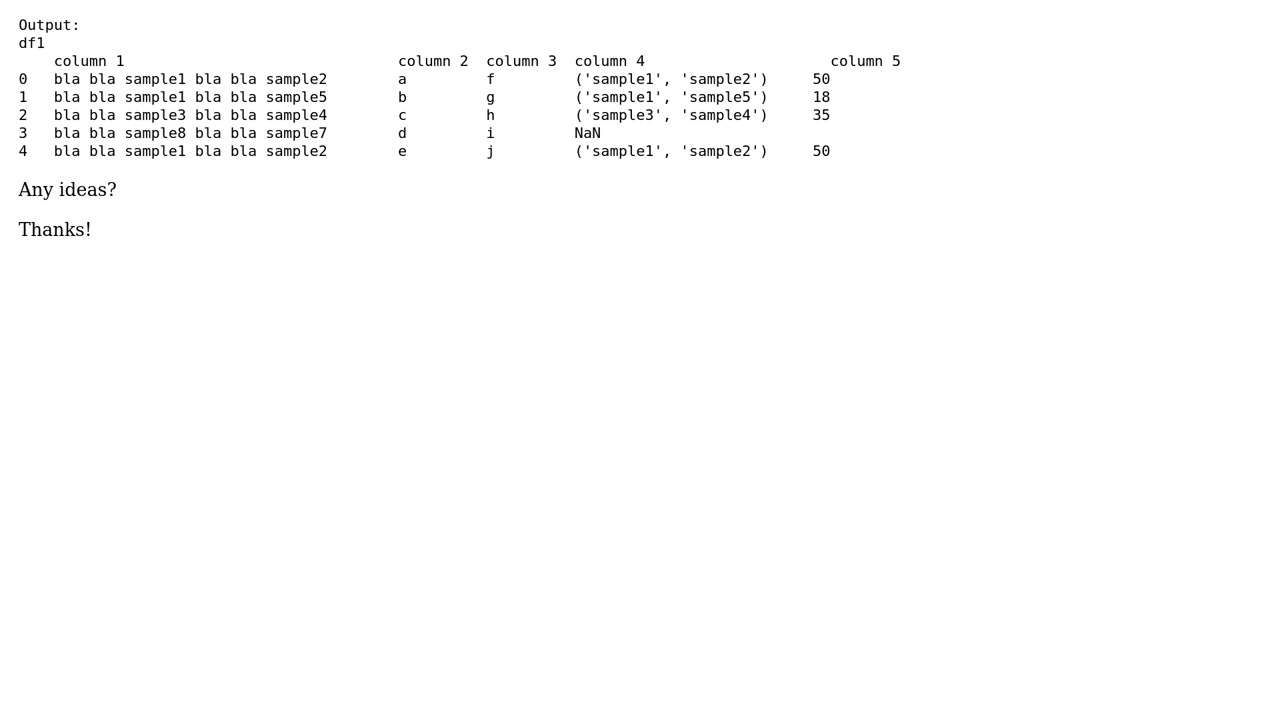 Output:
df1
    column 1                               column 2  column 3  column 4                     column 5
0   bla bla sample1 bla bla sample2        a         f         ('sample1', 'sample2')     50
1   bla bla sample1 bla bla sample5        b         g         ('sample1', 'sample5')     18
2   bla bla sample3 bla bla sample4        c         h         ('sample3', 'sample4')     35
3   bla bla sample8 bla bla sample7        d         i         NaN
4   bla bla sample1 bla bla sample2        e         j         ('sample1', 'sample2')     50
Any ideas?
Thanks!